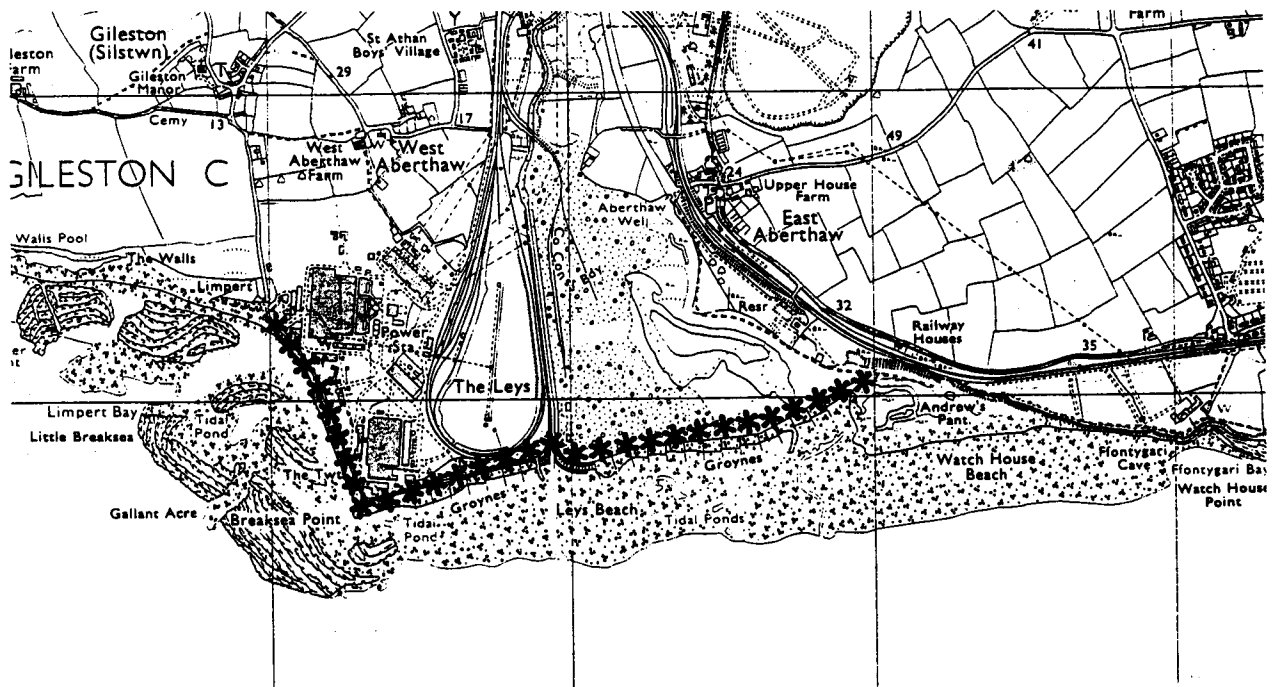 Gileston
(Silstwn)
Gileston
Manor
St Athan
Boys' Village
29
Cemy
13
17
West
Aberthaw
Farm
West
Aberthaw
GILESTON C
Walls Pool
The Walls
Limpert
Power
Sta
The Leys
Limpert Bay
Little Breaksea
Tidal
Pond
Gallant Acre
Breaksea Point
Tidal
Pond
Groynes
Leys Beach
Tidal Ponds
Groynes
Farm
41
49
24
Upper House
Farm
East
Aberthaw
Aberthaw
Well
Resr
32
Railway
Houses
35
Andrew's
Pant
Watch House
Beach
Ffontygari
Cave
Ffontygari Bay
Watch House
Point
W